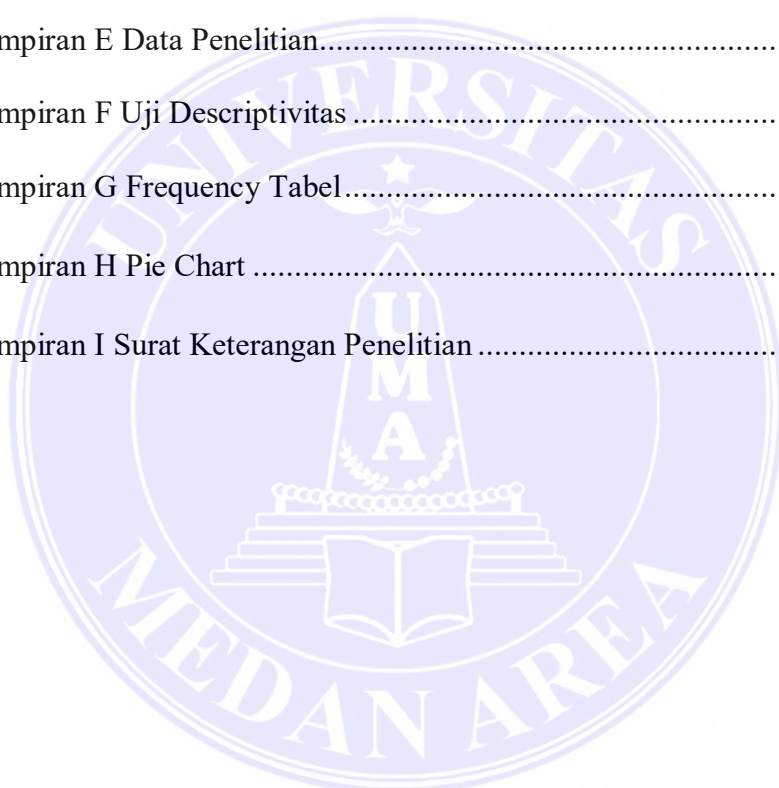 mpiran E Data Penelitian........................................................
mpiran F Uji Descriptivitas ....................................................
mpiran G Frequency Tabel.....................................................
mpiran H Pie Chart ................................................................
mpiran I Surat Keterangan Penelitian .....................................
UNIVERSITAS
U
M
A
MEDAN AREA